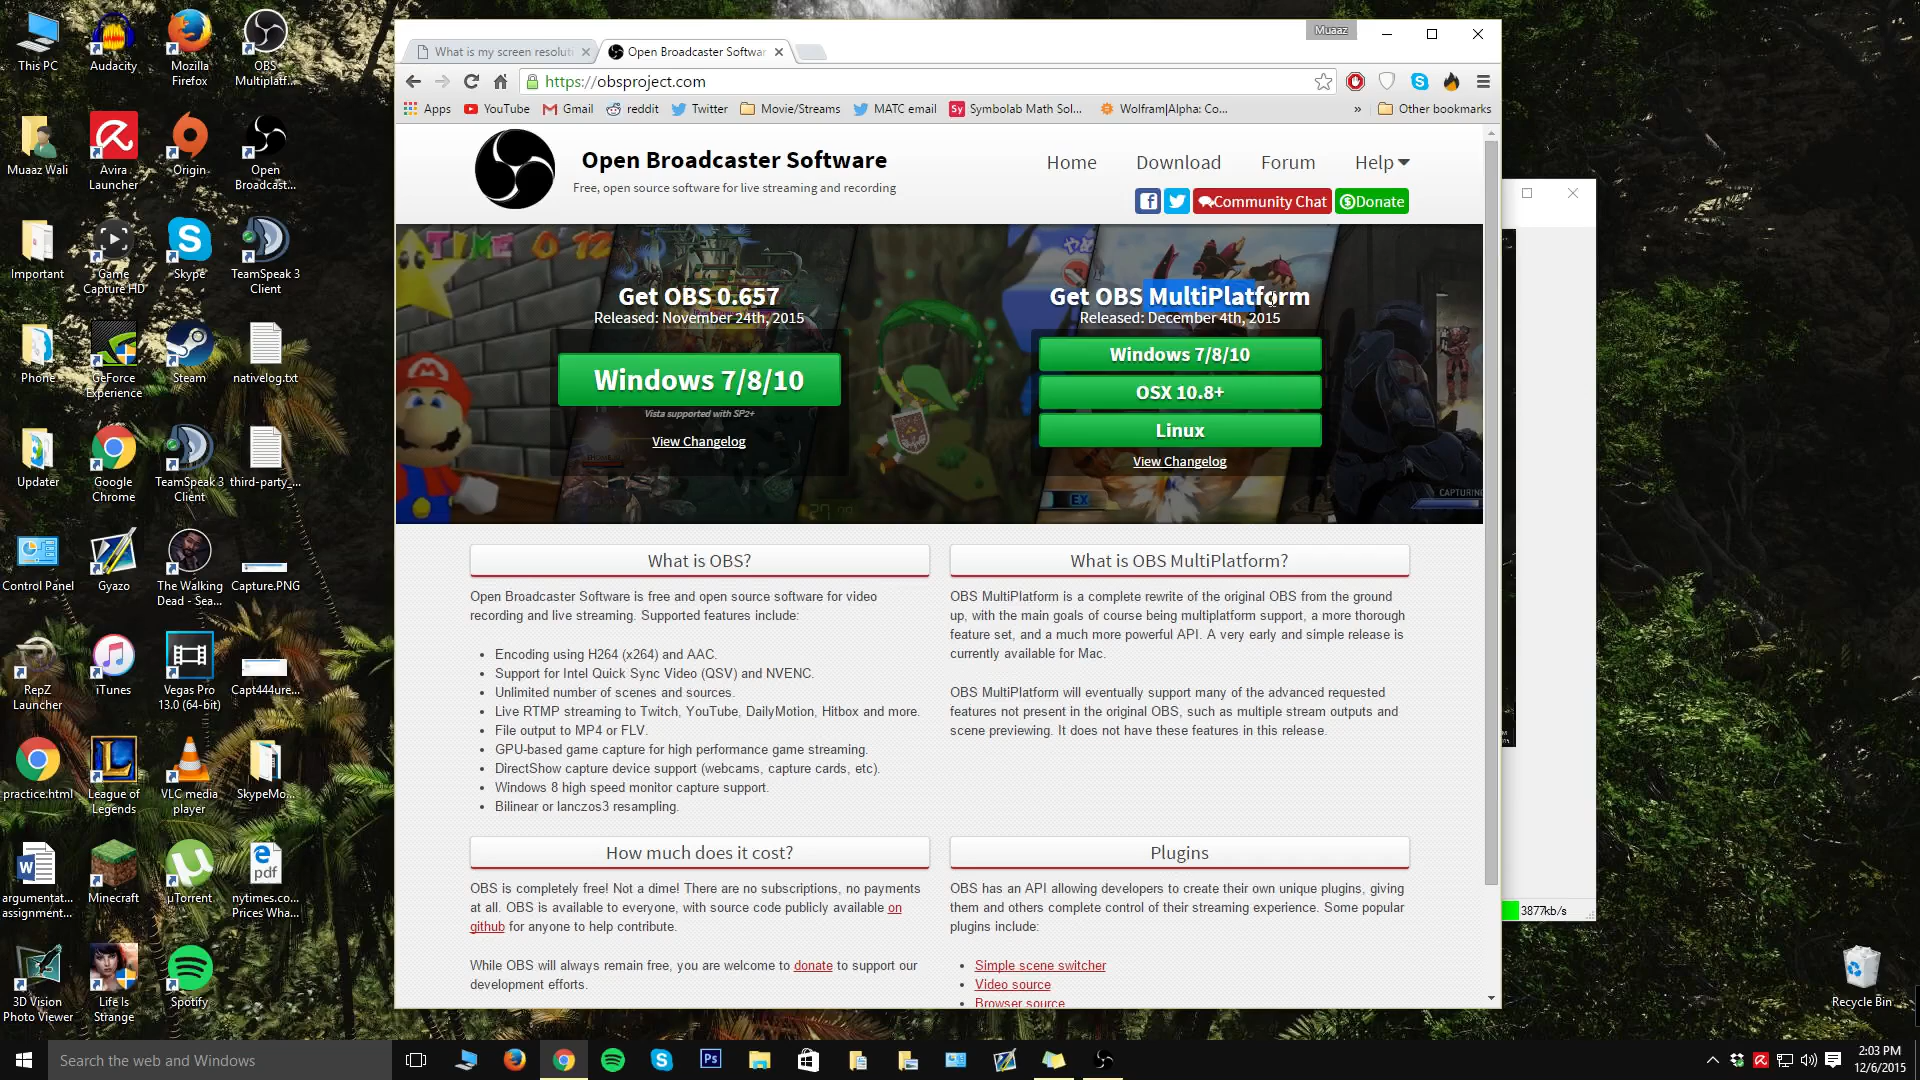 This PC
Audacity
Mozilla
Firefox
OBS
Multiplatf...
Muaaz Wali
Avira
Launcher
Origin
Open
Broadcast...
Important
Game
Capture HD
Skype
TeamSpeak 3
Client
Phone
GeForce
Experience
Steam
nativelog.txt
Updater
Google
Chrome
TeamSpeak 3
Client
third-party_...
Control Panel
Gyazo
The Walking
Dead - Sea...
Capture.PNG
RepZ
Launcher
iTunes
Vegas Pro
13.0 (64-bit)
Capt444ure...
practice.html
League of
Legends
VLC media
player
SkypeMo...
argumentat...
assignment...
Minecraft
µTorrent
nytimes.co...
Prices Wha...
3D Vision
Photo Viewer
Life Is
Strange
Spotify
Muaaz
What is my screen resoluti
Open Broadcaster Softwar
https://obsproject.com
Apps YouTube Gmail reddit Twitter Movie/Streams MATC email Symbolab Math Sol... Wolfram|Alpha: Co... » Other bookmarks
Open Broadcaster Software
Free, open source software for live streaming and recording
Home Download Forum Help
Community Chat Donate
Get OBS 0.657
Released: November 24th, 2015
Windows 7/8/10
Vista supported with SP2+
View Changelog
Get OBS MultiPlatform
Released: December 4th, 2015
Windows 7/8/10
OSX 10.8+
Linux
View Changelog
TIME 0'12
EX
CAPTURING
What is OBS?
Open Broadcaster Software is free and open source software for video
recording and live streaming. Supported features include:
• Encoding using H264 (x264) and AAC.
• Support for Intel Quick Sync Video (QSV) and NVENC.
• Unlimited number of scenes and sources.
• Live RTMP streaming to Twitch, YouTube, DailyMotion, Hitbox and more.
• File output to MP4 or FLV.
• GPU-based game capture for high performance game streaming.
• DirectShow capture device support (webcams, capture cards, etc).
• Windows 8 high speed monitor capture support.
• Bilinear or lanczos3 resampling.
What is OBS MultiPlatform?
OBS MultiPlatform is a complete rewrite of the original OBS from the ground
up, with the main goals of course being multiplatform support, a more thorough
feature set, and a much more powerful API. A very early and simple release is
currently available for Mac.
OBS MultiPlatform will eventually support many of the advanced requested
features not present in the original OBS, such as multiple stream outputs and
scene previewing. It does not have these features in this release.
How much does it cost?
OBS is completely free! Not a dime! There are no subscriptions, no payments
at all. OBS is available to everyone, with source code publicly available on
github for anyone to help contribute.
While OBS will always remain free, you are welcome to donate to support our
development efforts.
Plugins
OBS has an API allowing developers to create their own unique plugins, giving
them and others complete control of their streaming experience. Some popular
plugins include:
• Simple scene switcher
• Video source
• Browser source
3877kb/s
Recycle Bin
Search the web and Windows
2:03 PM
12/6/2015